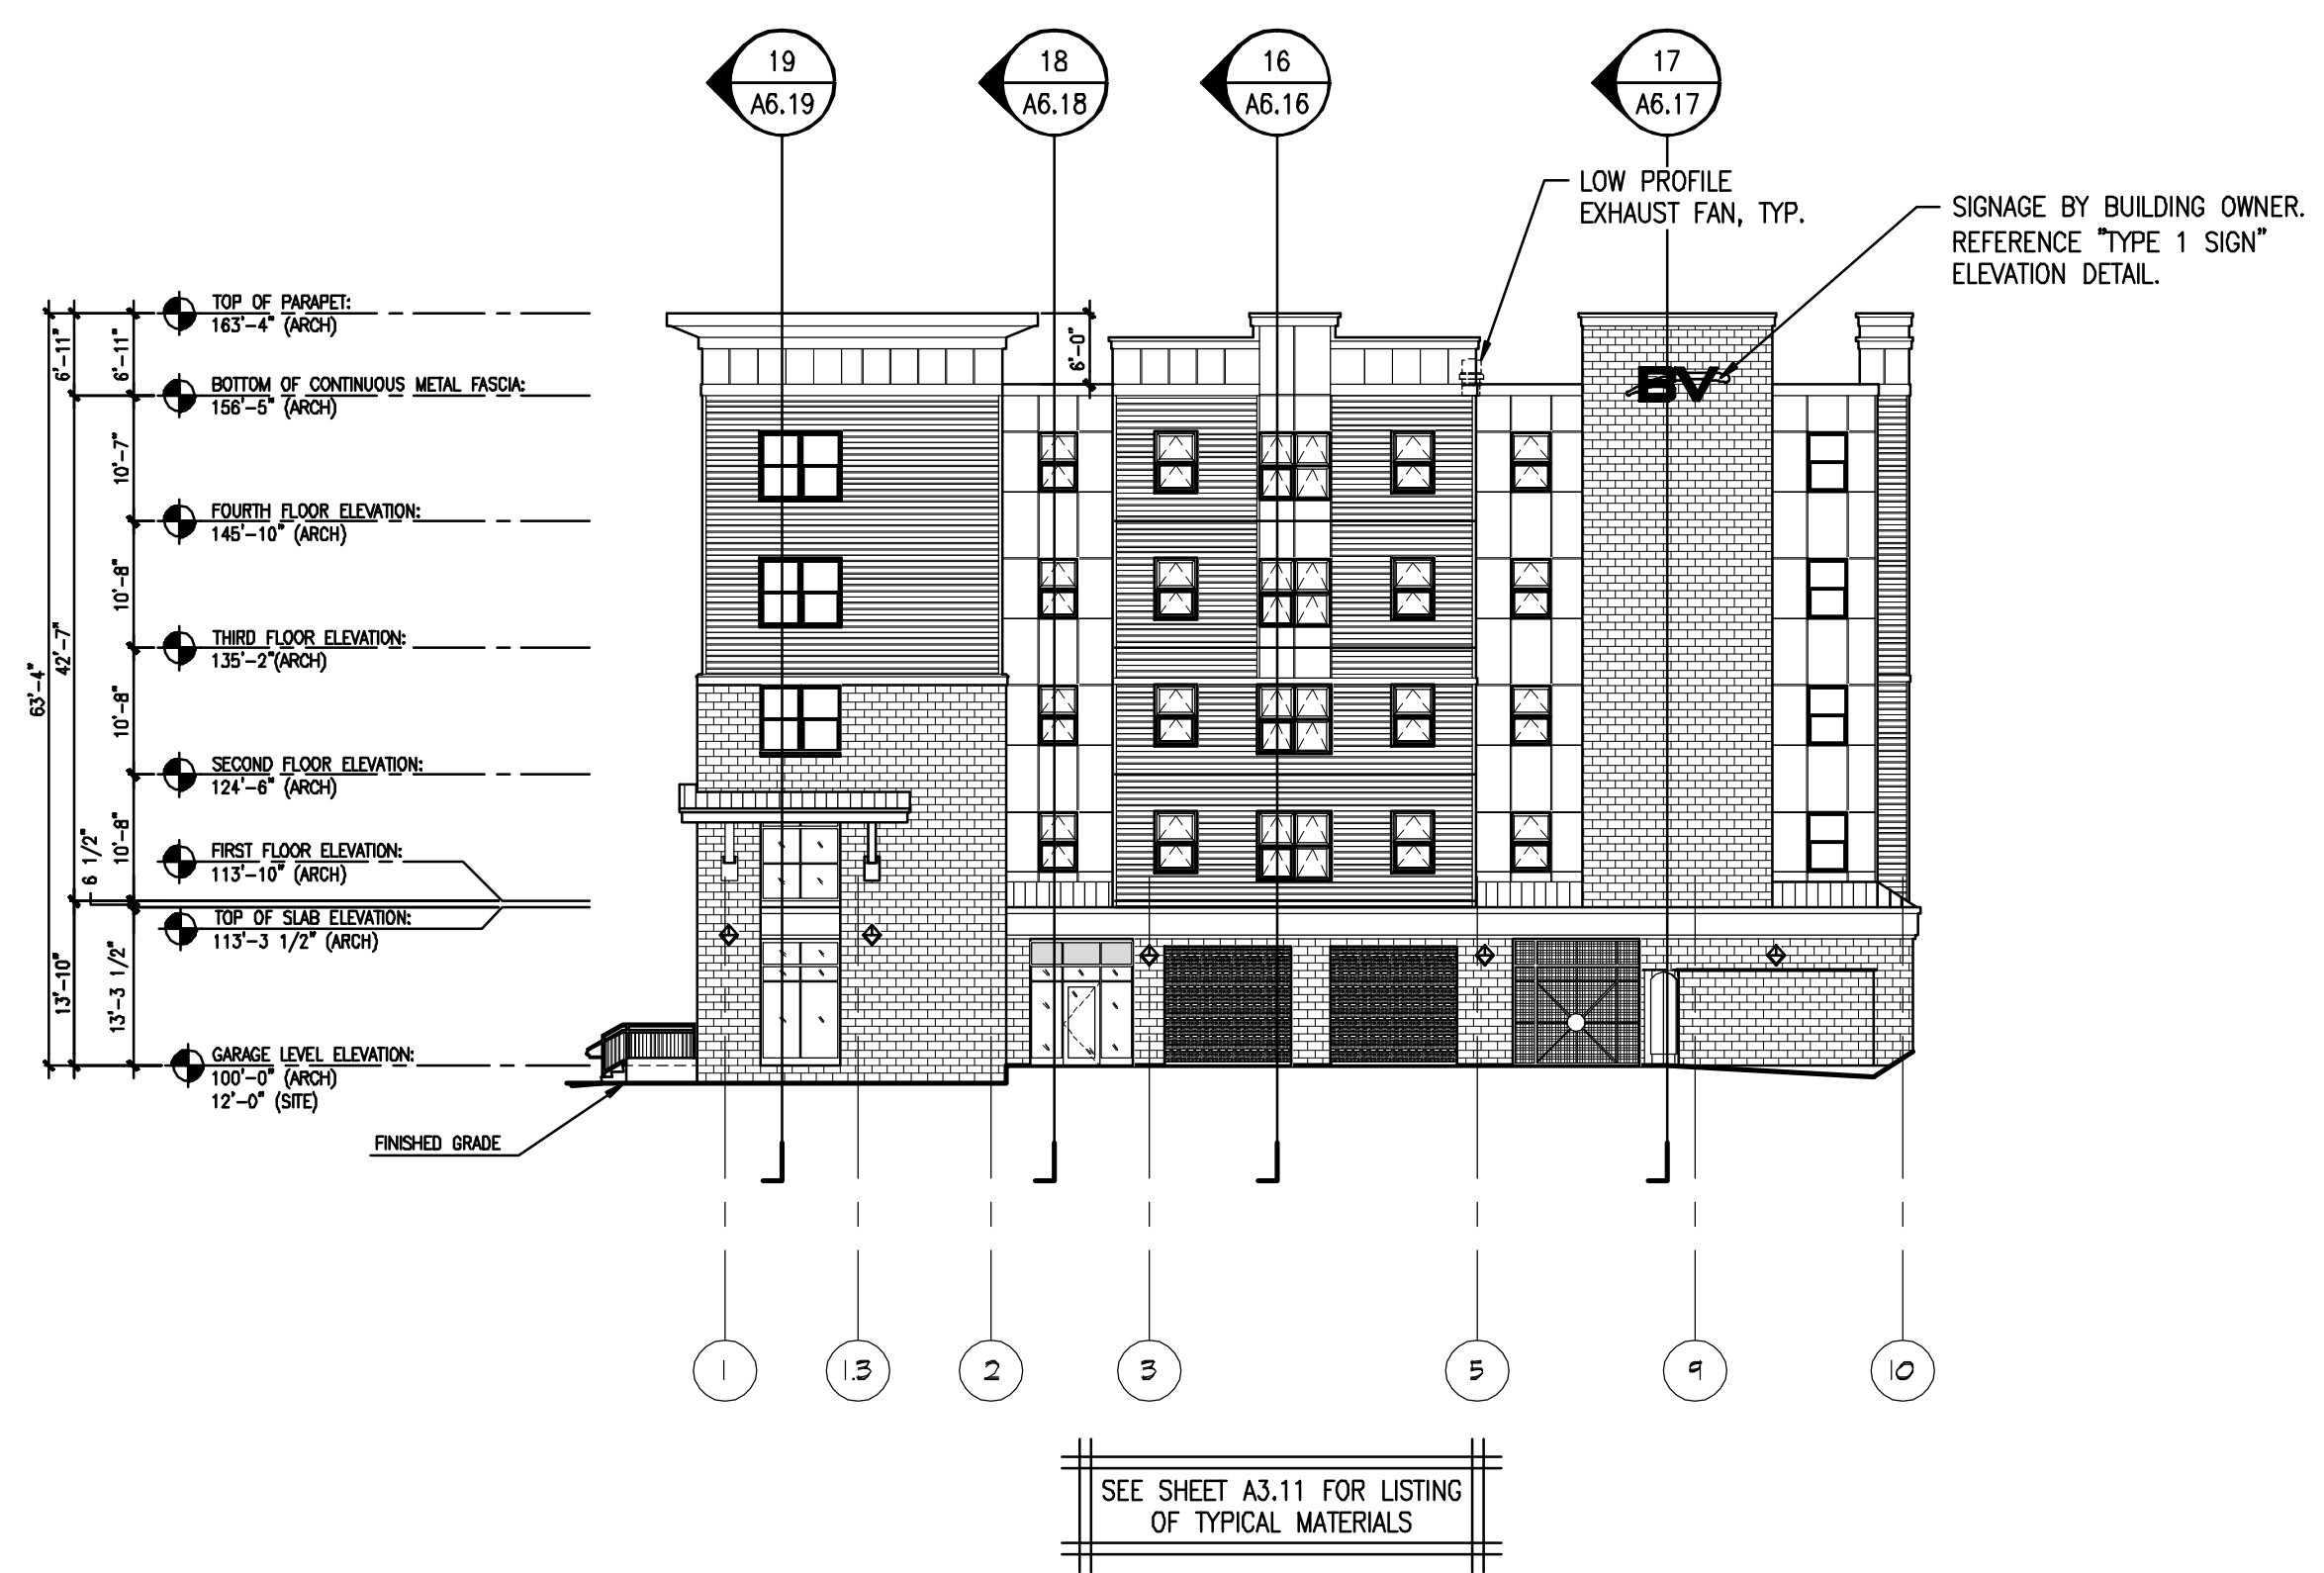 19
A6.19
18
A6.18
16
A6.16
17
A6.17
LOW PROFILE
EXHAUST FAN, TYP.
SIGNAGE BY BUILDING OWNER.
REFERENCE "TYPE 1 SIGN"
ELEVATION DETAIL.
TOP OF PARAPET:
163'-4" (ARCH)
6'-11"
6'-11"
6'-0"
BOTTOM OF CONTINUOUS METAL FASCIA:
156'-5" (ARCH)
BV
10'-7"
FOURTH FLOOR ELEVATION:
145'-10" (ARCH)
10'-8"
THIRD FLOOR ELEVATION:
135'-2"(ARCH)
63'-4"
42'-7"
10'-8"
SECOND FLOOR ELEVATION:
124'-6" (ARCH)
10'-8"
6 1/2"
FIRST FLOOR ELEVATION:
113'-10" (ARCH)
TOP OF SLAB ELEVATION:
113'-3 1/2" (ARCH)
13'-10"
13'-3 1/2"
GARAGE LEVEL ELEVATION:
100'-0" (ARCH)
12'-0" (SITE)
FINISHED GRADE
1
1.3
2
3
5
9
10
SEE SHEET A3.11 FOR LISTING
OF TYPICAL MATERIALS